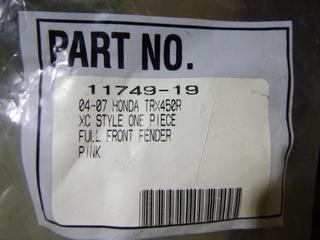 PART NO.
11749-19
04-07 HONDA TRX450R
XC STYLE ONE PIECE
FULL FRONT FENDER
PINK